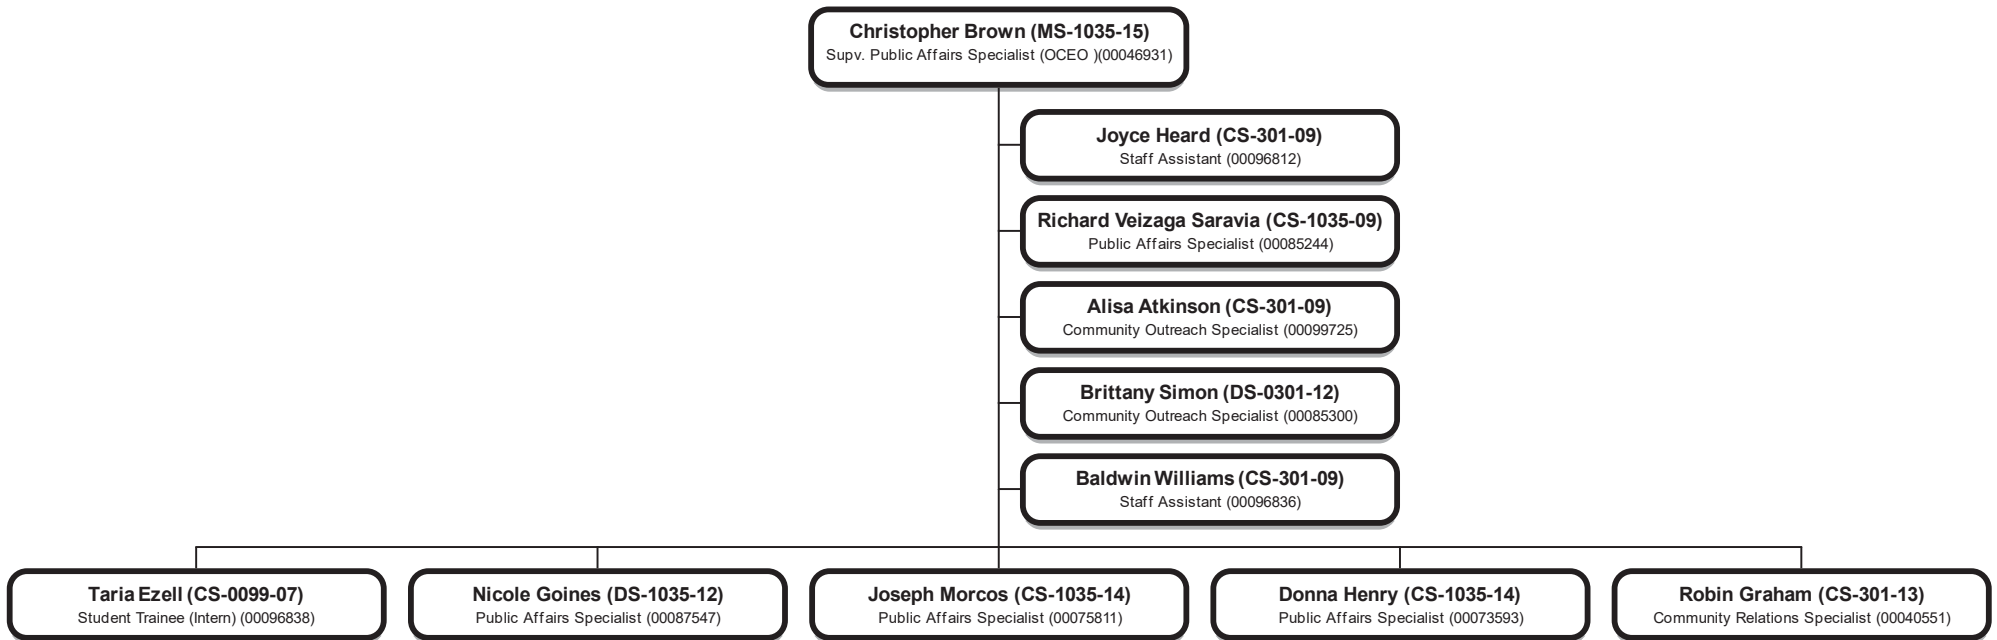 Christopher Brown (MS-1035-15)
Supv. Public Affairs Specialist (OCEO )(00046931)
Joyce Heard (CS-301-09)
Staff Assistant (00096812)
Richard Veizaga Saravia (CS-1035-09)
Public Affairs Specialist (00085244)
Alisa Atkinson (CS-301-09)
Community Outreach Specialist (00099725)
Brittany Simon (DS-0301-12)
Community Outreach Specialist (00085300)
Baldwin Williams (CS-301-09)
Staff Assistant (00096836)
Taria Ezell (CS-0099-07)
Student Trainee (Intern) (00096838)
Nicole Goines (DS-1035-12)
Public Affairs Specialist (00087547)
Joseph Morcos (CS-1035-14)
Public Affairs Specialist (00075811)
Donna Henry (CS-1035-14)
Public Affairs Specialist (00073593)
Robin Graham (CS-301-13)
Community Relations Specialist (00040551)